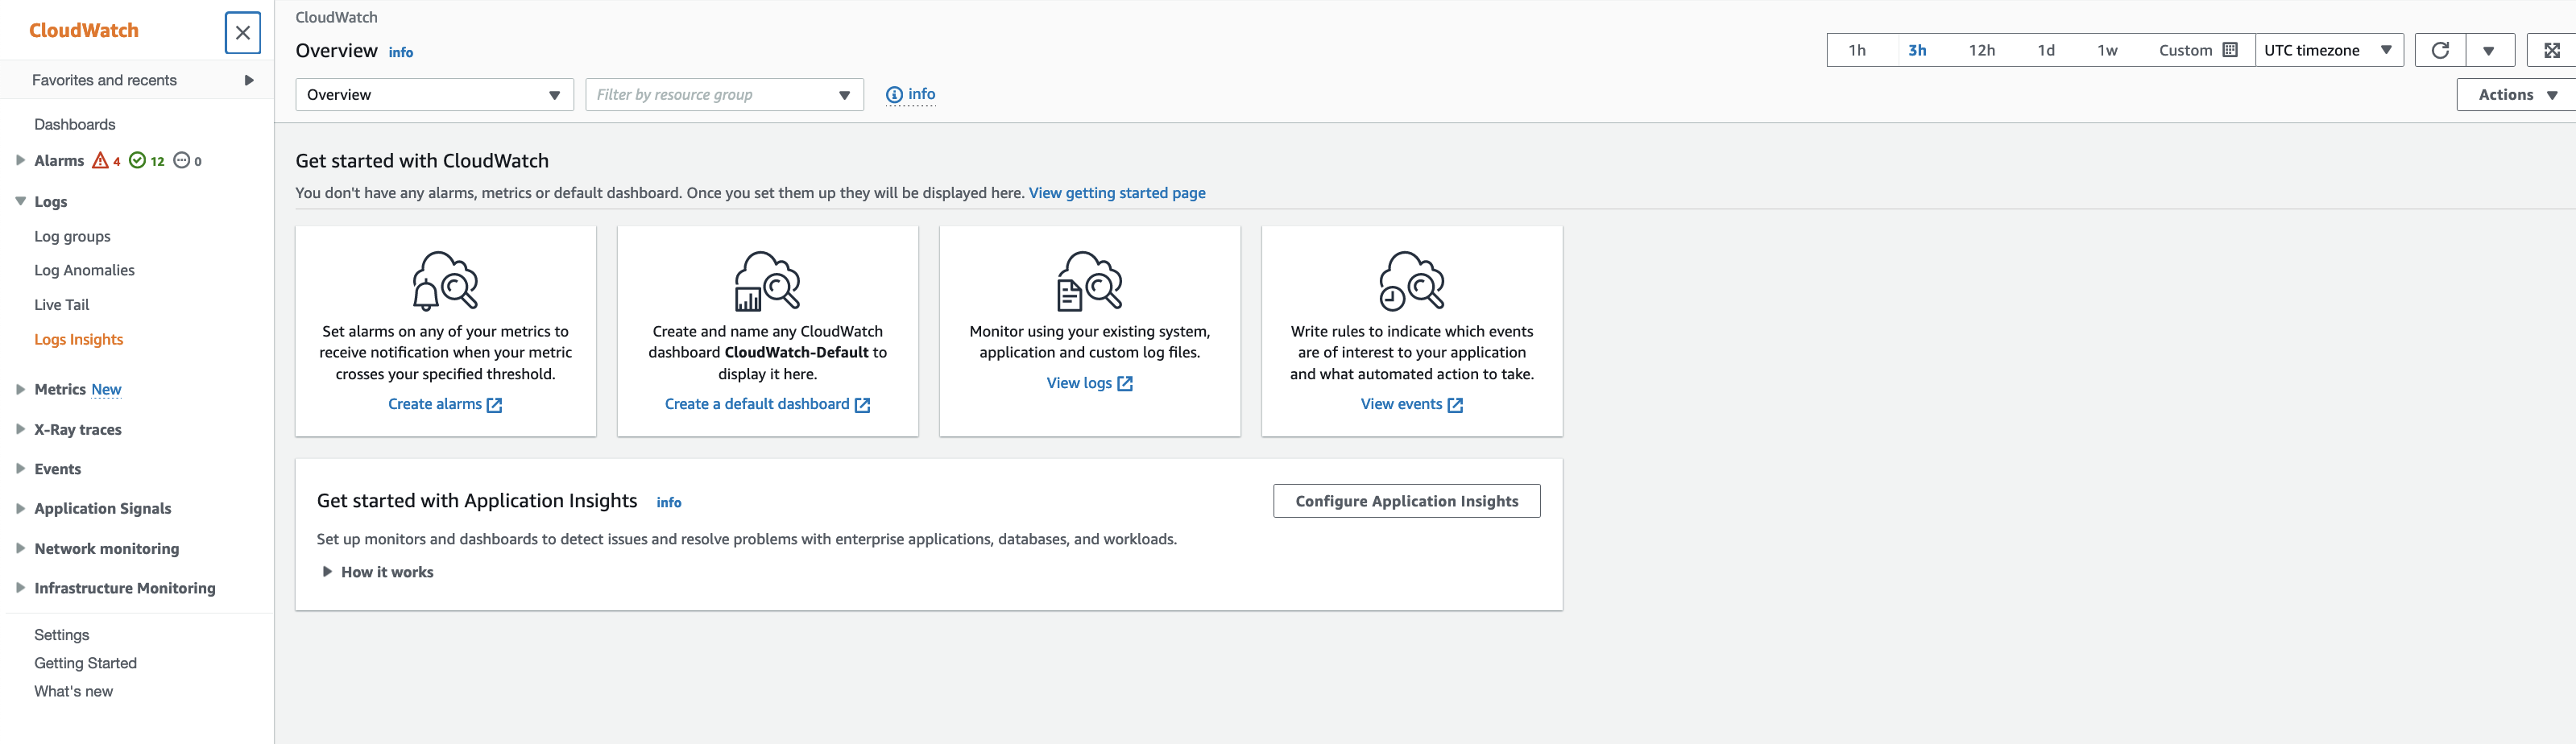 CloudWatch
Favorites and recents
Dashboards
Alarms 4 12 0
Logs
Log groups
Log Anomalies
Live Tail
Logs Insights
Metrics New
X-Ray traces
Events
Application Signals
Network monitoring
Infrastructure Monitoring
Settings
Getting Started
What's new
CloudWatch
Overview info
1h 3h 12h 1d 1w Custom UTC timezone
Overview Filter by resource group info
Actions
Get started with CloudWatch
You don't have any alarms, metrics or default dashboard. Once you set them up they will be displayed here. View getting started page
Set alarms on any of your metrics to
receive notification when your metric
crosses your specified threshold.
Create alarms
Create and name any CloudWatch
dashboard CloudWatch-Default to
display it here.
Create a default dashboard
Monitor using your existing system,
application and custom log files.
View logs
Write rules to indicate which events
are of interest to your application
and what automated action to take.
View events
Get started with Application Insights info
Configure Application Insights
Set up monitors and dashboards to detect issues and resolve problems with enterprise applications, databases, and workloads.
How it works